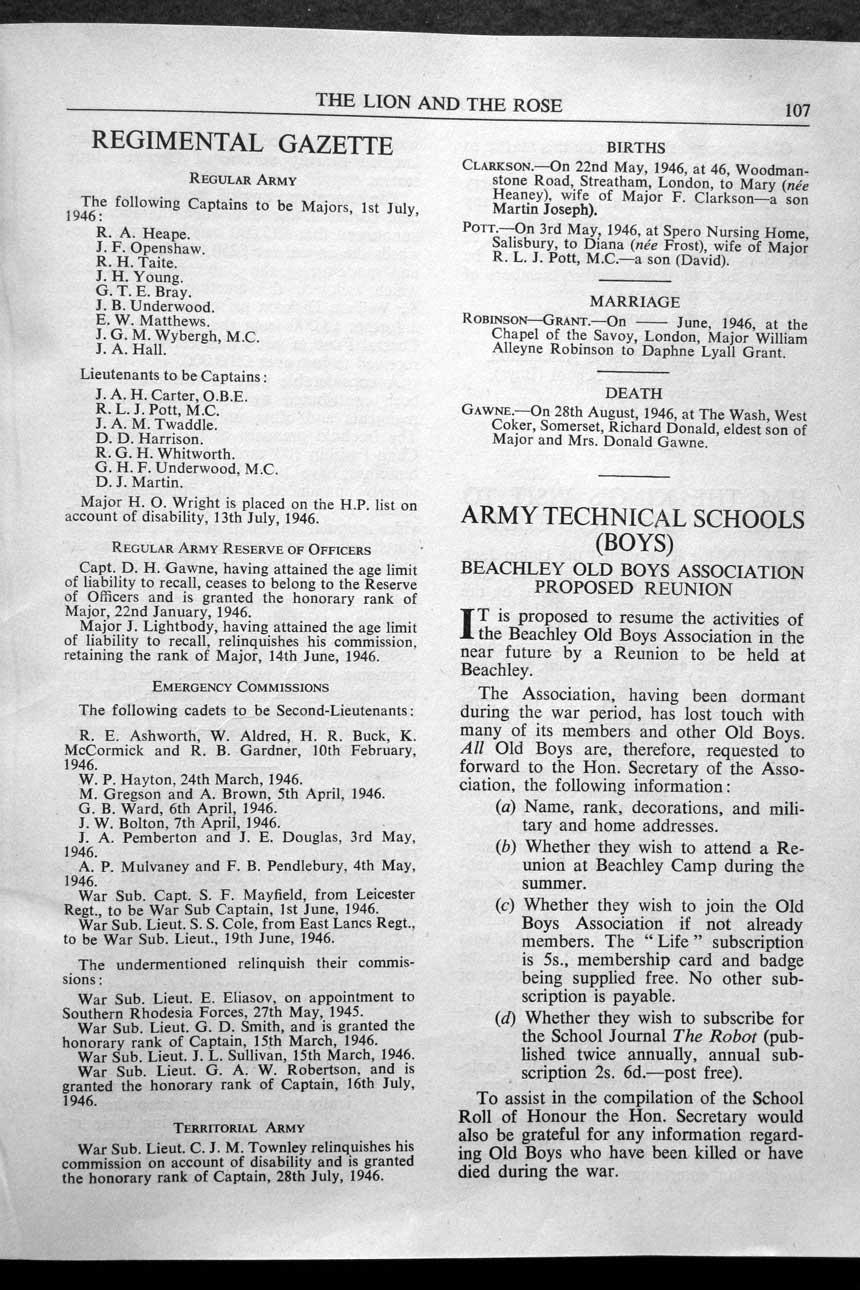 THE LION AND THE ROSE
107
REGIMENTAL GAZETTE
REGULAR ARMY
The following Captains to be Majors, 1st July,
1946:
R. A. Heape.
J. F. Openshaw.
R. H. Taite.
J. H. Young.
G. T. E. Bray.
J. B. Underwood.
E. W. Matthews.
J. G. M. Wybergh, M.C.
J. A. Hall.
Lieutenants to be Captains:
J. A. H. Carter, O.B.E.
R. L. J. Pott, M.C.
J. A. M. Twaddle.
D. D. Harrison.
R. G. H. Whitworth.
G. H. F. Underwood, M.C.
D. J. Martin.
Major H. O. Wright is placed on the H.P. list on
account of disability, 13th July, 1946.
REGULAR ARMY RESERVE OF OFFICERS
Capt. D. H. Gawne, having attained the age limit
of liability to recall, ceases to belong to the Reserve
of Officers and is granted the honorary rank of
Major, 22nd January, 1946.
Major J. Lightbody, having attained the age limit
of liability to recall, relinquishes his commission,
retaining the rank of Major, 14th June, 1946.
EMERGENCY COMMISSIONS
The following cadets to be Second-Lieutenants:
R. E. Ashworth, W. Aldred, H. R. Buck, K.
McCormick and R. B. Gardner, 10th February,
1946.
W. P. Hayton, 24th March, 1946.
M. Gregson and A. Brown, 5th April, 1946.
G. B. Ward, 6th April, 1946.
J. W. Bolton, 7th April, 1946.
J. A. Pemberton and J. E. Douglas, 3rd May,
1946.
A. P. Mulvaney and F. B. Pendlebury, 4th May,
1946.
War Sub. Capt. S. F. Mayfield, from Leicester
Regt., to be War Sub Captain, 1st June, 1946.
War Sub. Lieut. S. S. Cole, from East Lancs Regt.,
to be War Sub. Lieut., 19th June, 1946.
The undermentioned relinquish their commis-
sions:
War Sub. Lieut. E. Eliasov, on appointment to
Southern Rhodesia Forces, 27th May, 1945.
War Sub. Lieut. G. D. Smith, and is granted the
honorary rank of Captain, 15th March, 1946.
War Sub. Lieut. J. L. Sullivan, 15th March, 1946.
War Sub. Lieut. G. A. W. Robertson, and is
granted the honorary rank of Captain, 16th July,
1946.
TERRITORIAL ARMY
War Sub. Lieut. C. J. M. Townley relinquishes his
commission on account of disability and is granted
the honorary rank of Captain, 28th July, 1946.
BIRTHS
CLARKSON.—On 22nd May, 1946, at 46, Woodman-
stone Road, Streatham, London, to Mary (née
Heaney), wife of Major F. Clarkson—a son
Martin Joseph).
POTT.—On 3rd May, 1946, at Spero Nursing Home,
Salisbury, to Diana (née Frost), wife of Major
R. L. J. Pott, M.C.—a son (David).
MARRIAGE
ROBINSON—GRANT.—On —— June, 1946, at the
Chapel of the Savoy, London, Major William
Alleyne Robinson to Daphne Lyall Grant.
DEATH
GAWNE.—On 28th August, 1946, at The Wash, West
Coker, Somerset, Richard Donald, eldest son of
Major and Mrs. Donald Gawne.
ARMY TECHNICAL SCHOOLS
(BOYS)
BEACHLEY OLD BOYS ASSOCIATION
PROPOSED REUNION
IT is proposed to resume the activities of
the Beachley Old Boys Association in the
near future by a Reunion to be held at
Beachley.
The Association, having been dormant
during the war period, has lost touch with
many of its members and other Old Boys.
All Old Boys are, therefore, requested to
forward to the Hon. Secretary of the Asso-
ciation, the following information:
(a) Name, rank, decorations, and mili-
tary and home addresses.
(b) Whether they wish to attend a Re-
union at Beachley Camp during the
summer.
(c) Whether they wish to join the Old
Boys Association if not already
members. The “ Life ” subscription
is 5s., membership card and badge
being supplied free. No other sub-
scription is payable.
(d) Whether they wish to subscribe for
the School Journal The Robot (pub-
lished twice annually, annual sub-
scription 2s. 6d.—post free).
To assist in the compilation of the School
Roll of Honour the Hon. Secretary would
also be grateful for any information regard-
ing Old Boys who have been killed or have
died during the war.